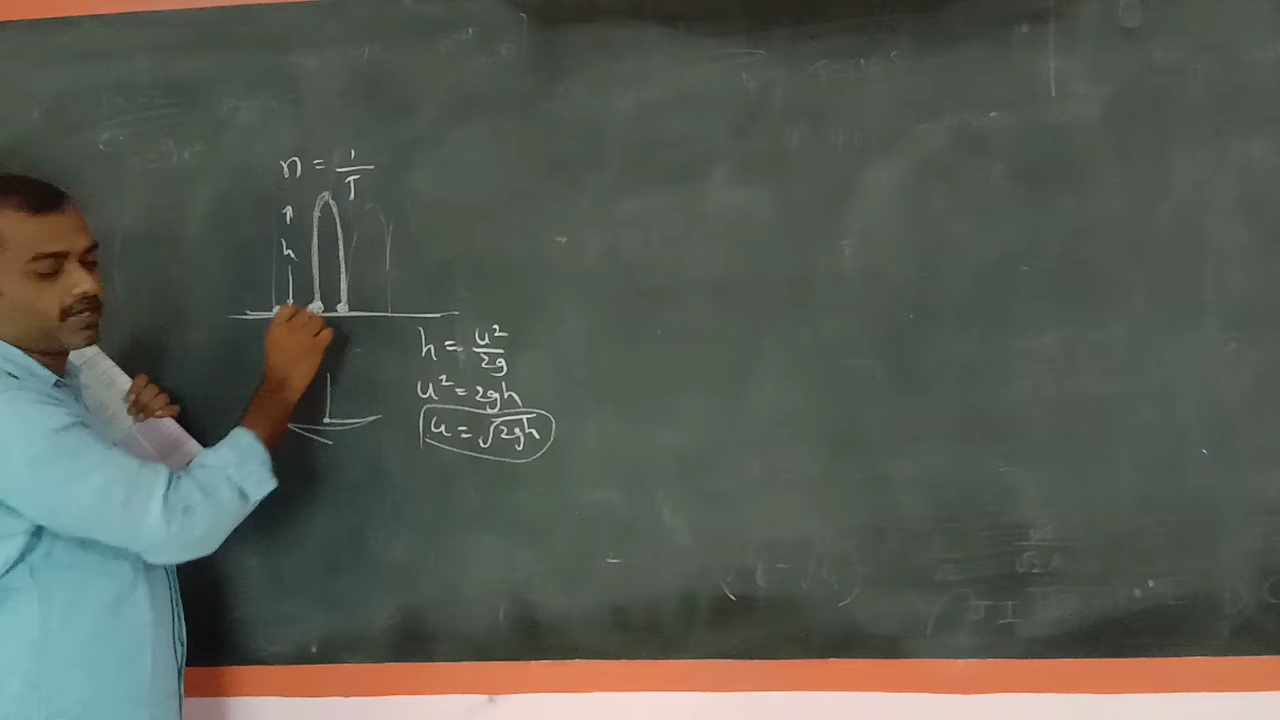 n = 1/T
h
h = u²/2g
u² = 2gh
u = √2gh